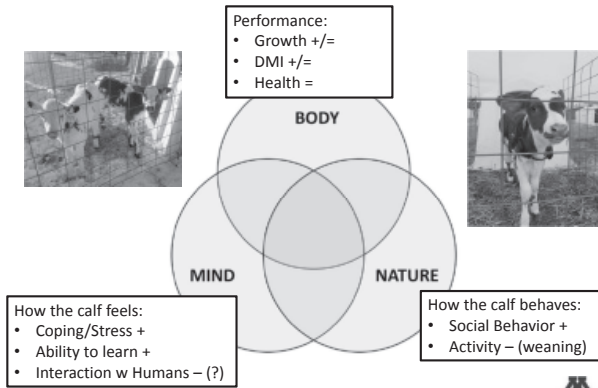 Performance:
• Growth +/=
• DMI +/=
• Health =
BODY
MIND
NATURE
How the calf feels:
• Coping/Stress +
• Ability to learn +
• Interaction w Humans – (?)
How the calf behaves:
• Social Behavior +
• Activity – (weaning)